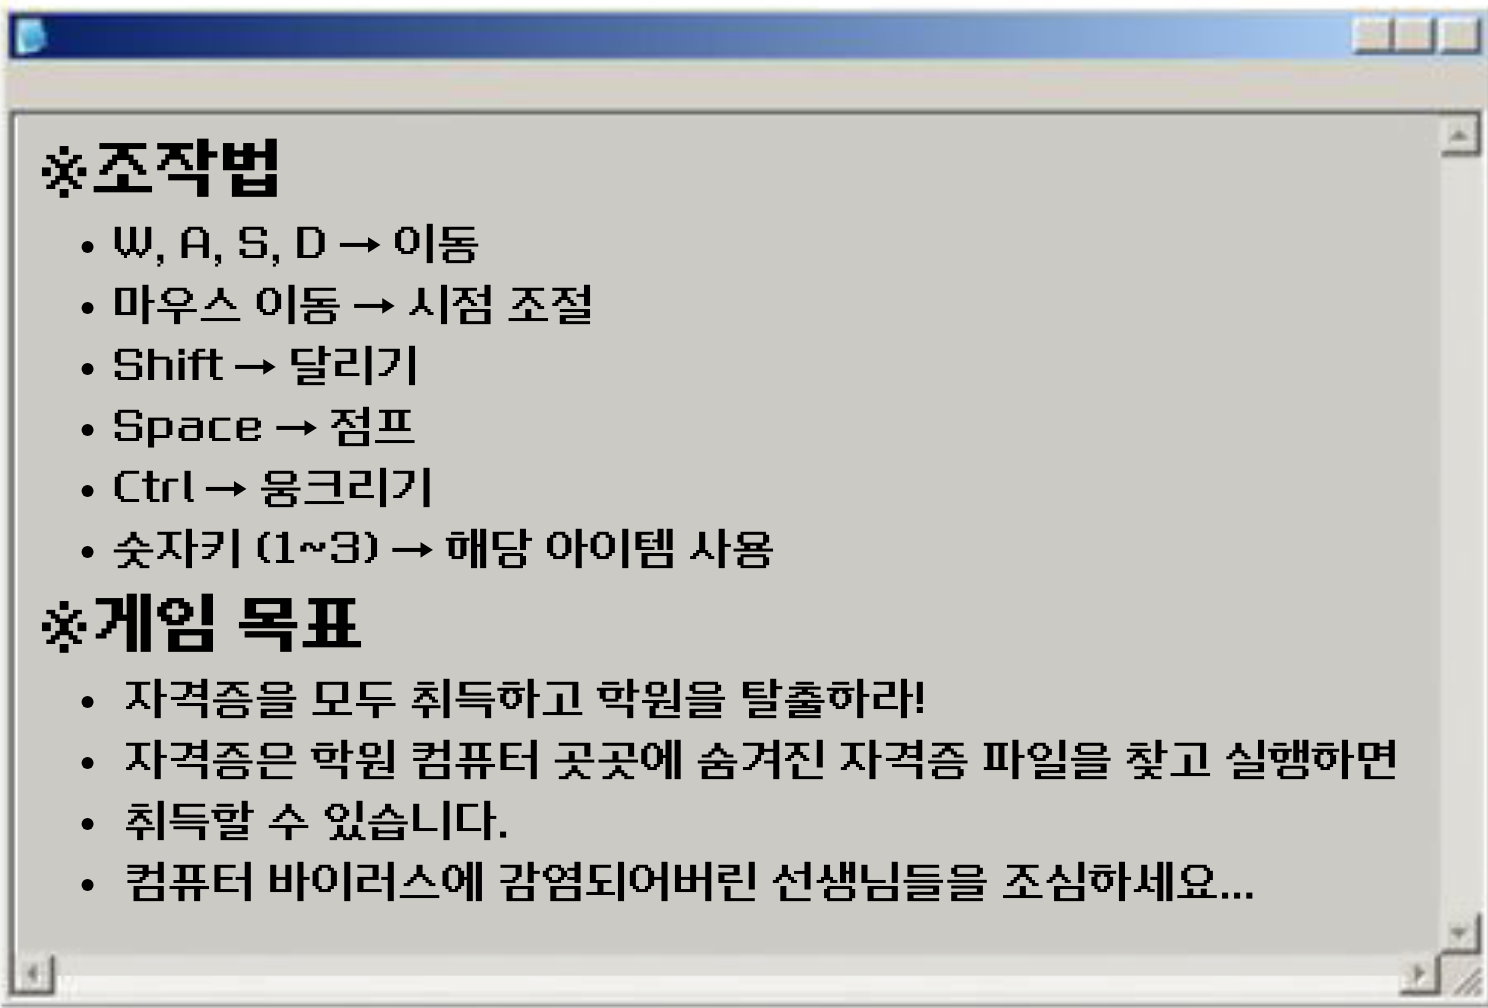 ※조작법
• W, A, S, D → 이동
• 마우스 이동 → 시점 조절
• Shift → 달리기
• Space → 점프
• Ctrl → 웅크리기
• 숫자키 (1~3) → 해당 아이템 사용
※게임 목표
• 자격증을 모두 취득하고 학원을 탈출하라!
• 자격증은 학원 컴퓨터 곳곳에 숨겨진 자격증 파일을 찾고 실행하면
• 취득할 수 있습니다.
• 컴퓨터 바이러스에 감염되어버린 선생님들을 조심하세요...